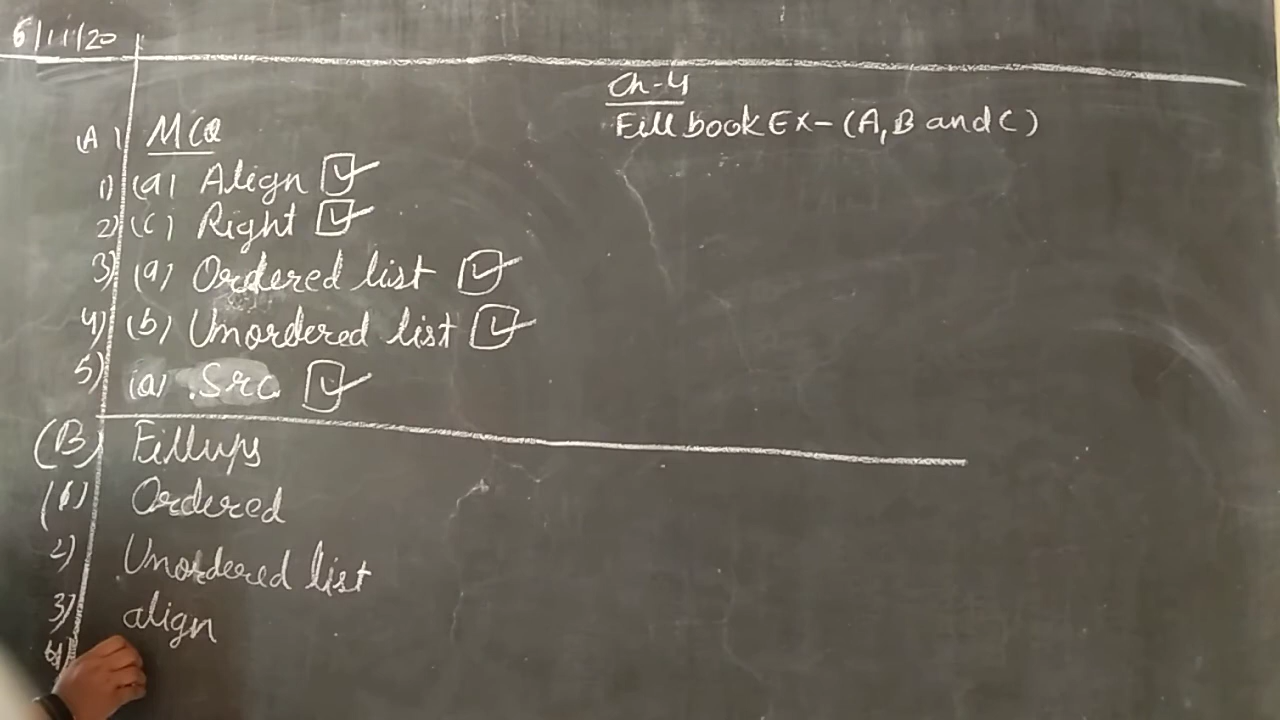 6/11/20
Ch-4
Fill book Ex - (A, B and C)
(A) MCQ
1) (a) Align
2) (c) Right
3) (a) Ordered list
4) (b) Unordered list
5) (a) .Src
(B) Fillups
(1) Ordered
2) Unordered list
3) align
4)